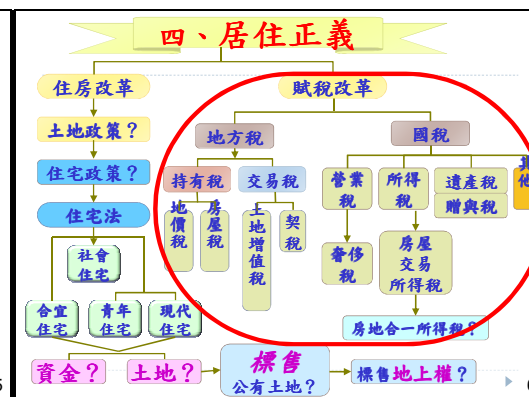 四、居住正義
住房改革
土地政策？
住宅政策？
住宅法
社會
住宅
合宜
住宅
青年
住宅
現代
住宅
賦稅改革
地方稅
持有稅
地價稅
房屋稅
交易稅
土地增值稅
契稅
國稅
營業
稅
奢侈
稅
所得
稅
房屋
交易
所得稅
遺產稅
贈與稅
其他
房地合一所得稅？
資金？
土地？
標售
公有土地？
標售地上權？